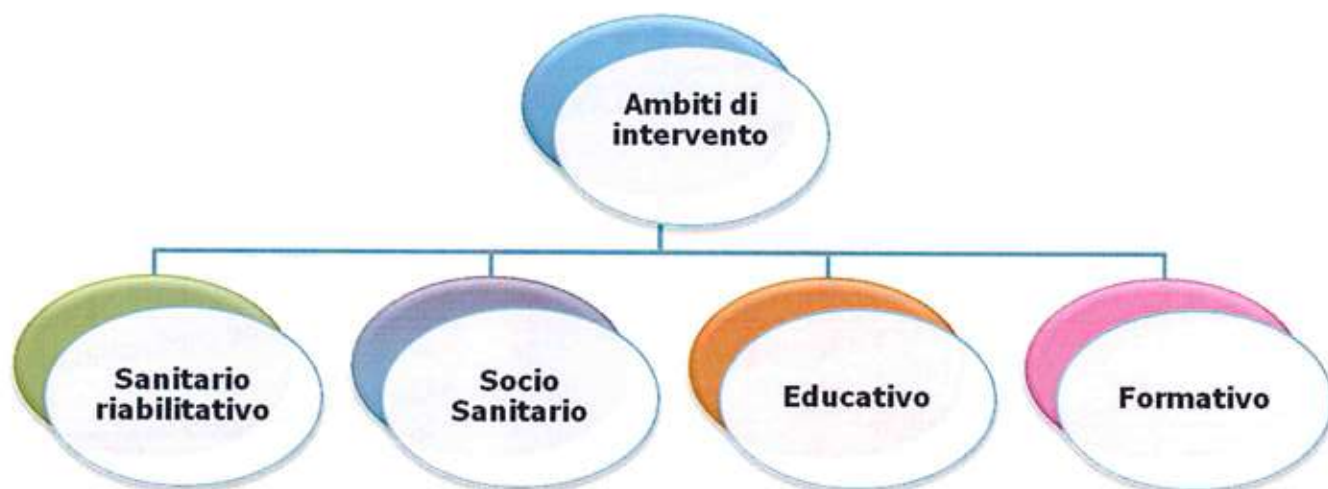 Ambiti di
intervento
Sanitario
riabilitativo
Socio
Sanitario
Educativo
Formativo